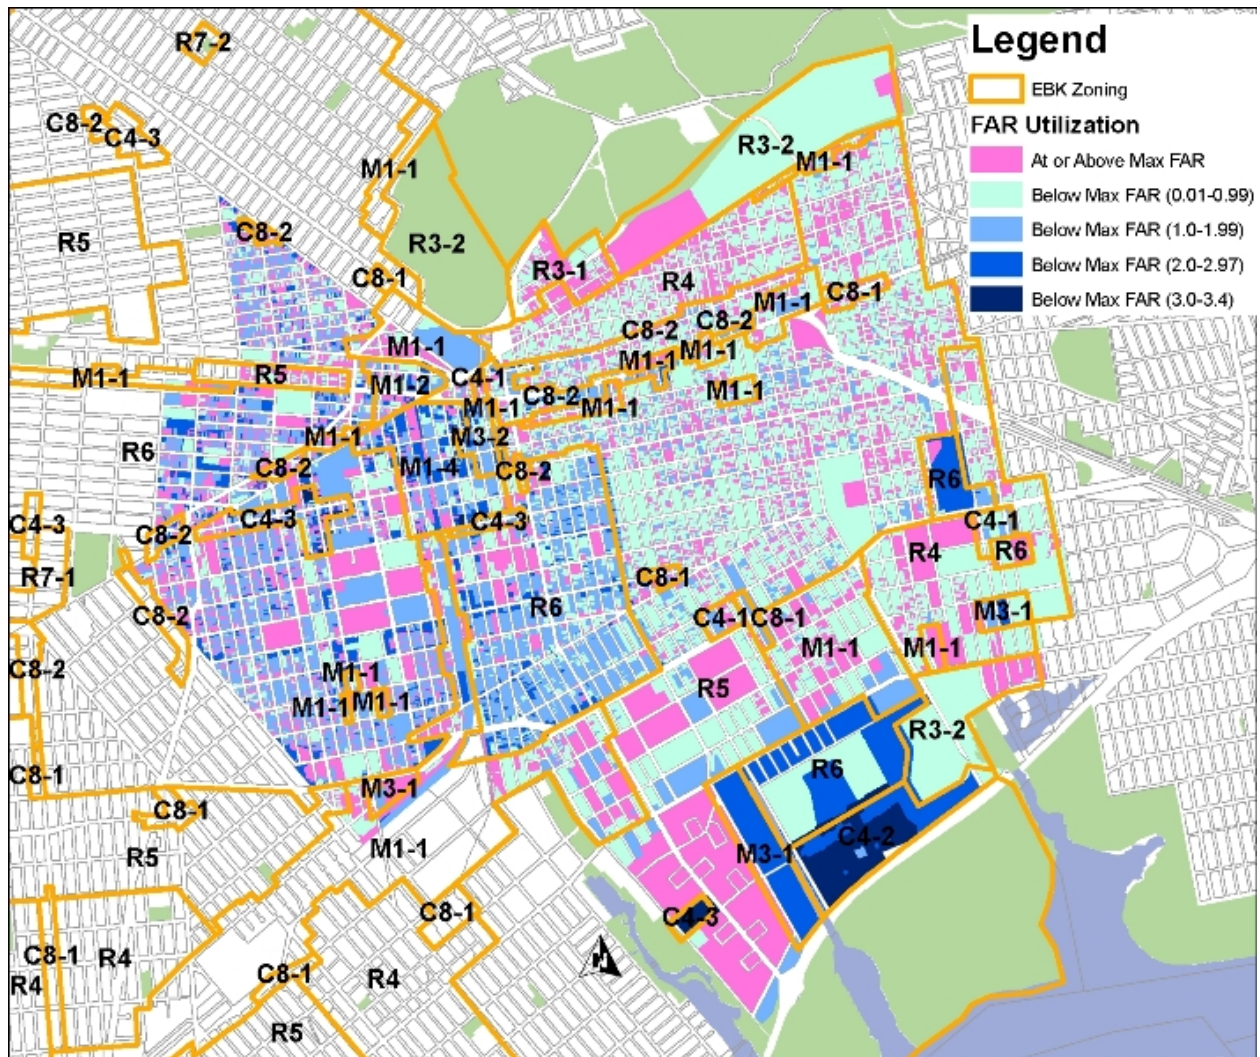 Legend
EBK Zoning
FAR Utilization
At or Above Max FAR
Below Max FAR (0.01-0.99)
Below Max FAR (1.0-1.99)
Below Max FAR (2.0-2.97)
Below Max FAR (3.0-3.4)
R7-2
C8-2
C4-3
M1-1
R3-2
M1-1
R5
C8-2
R3-2
C8-1
R3-1
R4
C8-1
M1-1
C8-2
C8-2
M1-1
M1-1
M1-1
M1-1
R5
M1-2
C4-1
M1-1
C8-2
M1-1
M1-1
M1-1
M3-2
R6
C8-2
M1-4
C8-2
R6
C4-3
C8-2
C4-3
C4-3
C4-1
R4
R6
R7-1
C8-1
R6
C8-2
C4-1
C8-1
M3-1
M1-1
M1-1
C8-2
M1-1
R5
M1-1
M1-1
R3-2
R6
C8-1
M3-1
C8-1
C4-2
R5
M1-1
M3-1
C8-1
C4-3
C8-1
R4
R4
C8-1
R4
R5
N